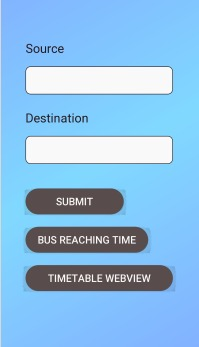 Source
Destination
SUBMIT
BUS REACHING TIME
TIMETABLE WEBVIEW